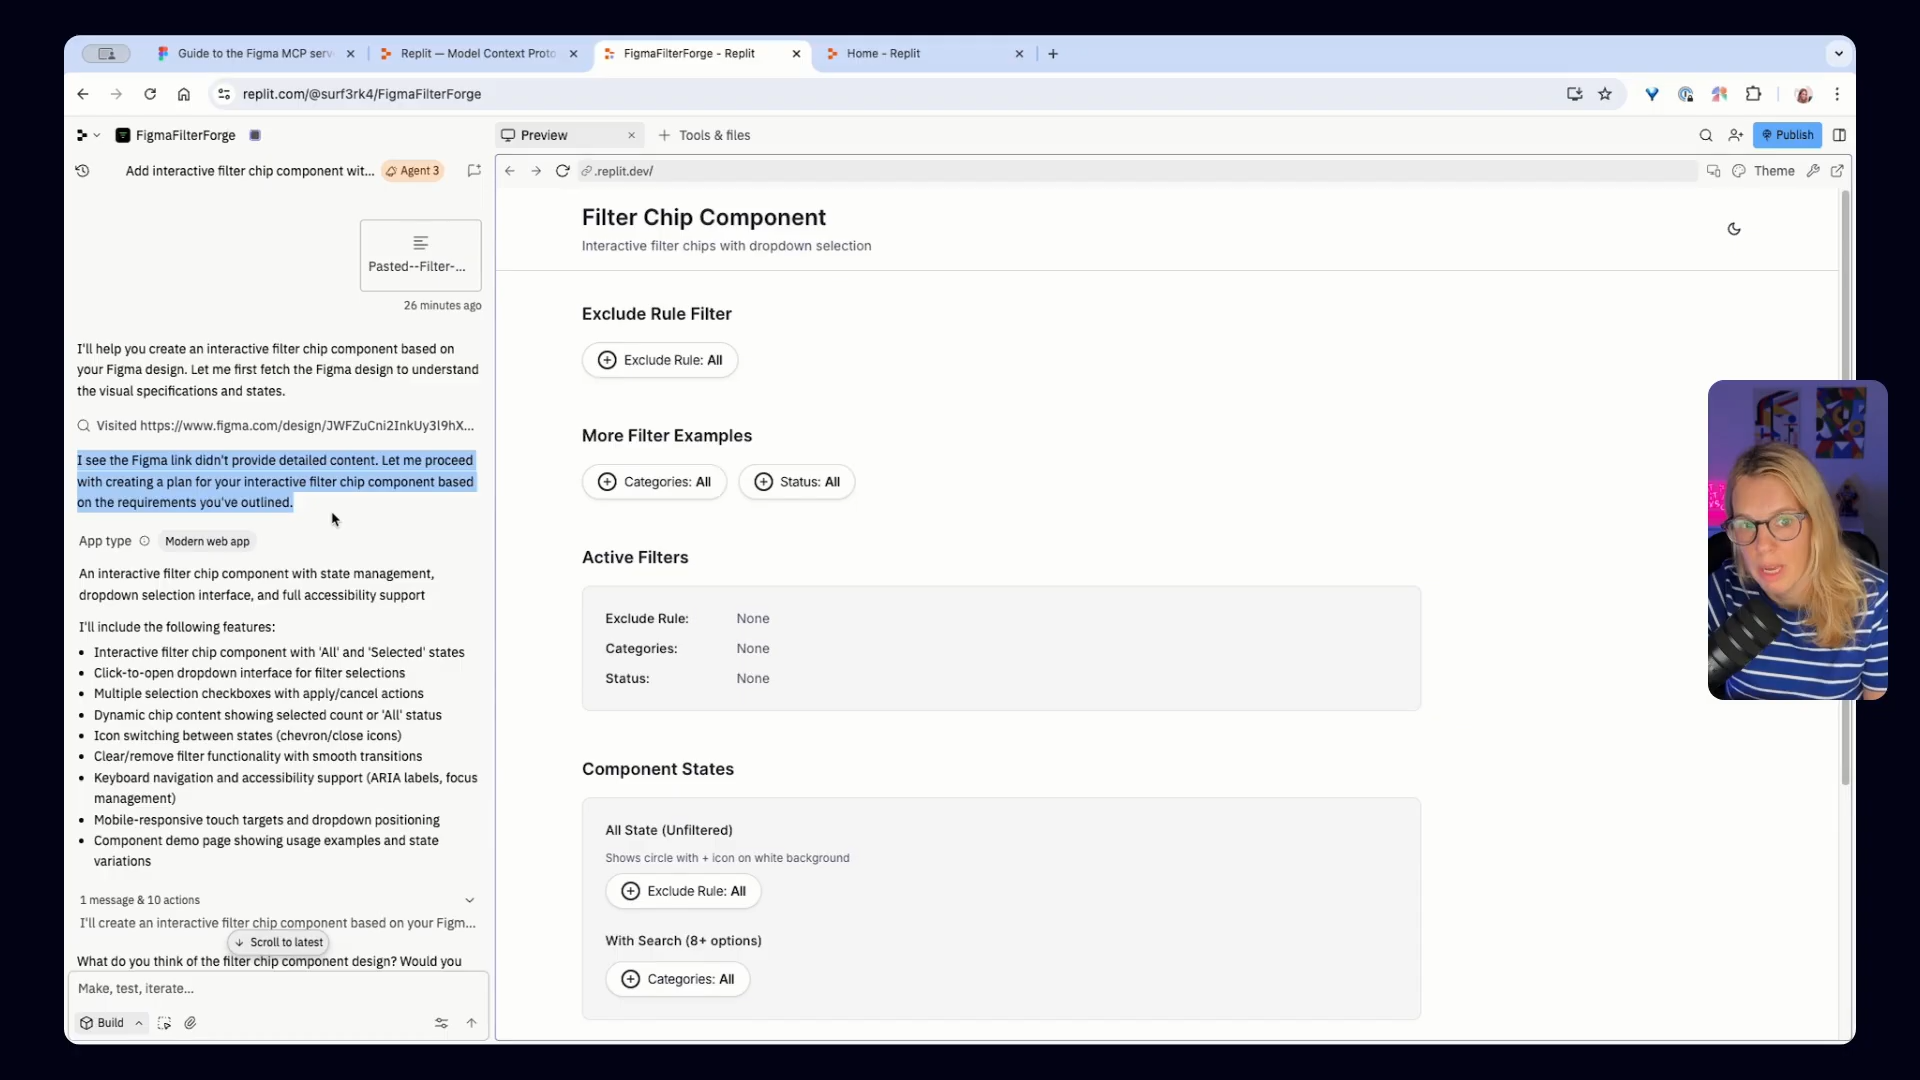 Guide to the Figma MCP serv
Replit — Model Context Proto
FigmaFilterForge - Replit
Home - Replit
replit.com/@surf3rk4/FigmaFilterForge
FigmaFilterForge
Preview
Tools & files
Publish
Add interactive filter chip component wit...
Agent 3
.replit.dev/
Theme
Pasted--Filter-...
26 minutes ago
I'll help you create an interactive filter chip component based on
your Figma design. Let me first fetch the Figma design to understand
the visual specifications and states.
Visited https://www.figma.com/design/JWFZuCni2InkUy3l9hX...
I see the Figma link didn't provide detailed content. Let me proceed
with creating a plan for your interactive filter chip component based
on the requirements you've outlined.
App type
Modern web app
An interactive filter chip component with state management,
dropdown selection interface, and full accessibility support
I'll include the following features:
• Interactive filter chip component with 'All' and 'Selected' states
• Click-to-open dropdown interface for filter selections
• Multiple selection checkboxes with apply/cancel actions
• Dynamic chip content showing selected count or 'All' status
• Icon switching between states (chevron/close icons)
• Clear/remove filter functionality with smooth transitions
• Keyboard navigation and accessibility support (ARIA labels, focus
management)
• Mobile-responsive touch targets and dropdown positioning
• Component demo page showing usage examples and state
variations
1 message & 10 actions
I'll create an interactive filter chip component based on your Figm...
Scroll to latest
What do you think of the filter chip component design? Would you
Make, test, iterate...
Build
Filter Chip Component
Interactive filter chips with dropdown selection
Exclude Rule Filter
Exclude Rule: All
More Filter Examples
Categories: All
Status: All
Active Filters
Exclude Rule: None
Categories: None
Status: None
Component States
All State (Unfiltered)
Shows circle with + icon on white background
Exclude Rule: All
With Search (8+ options)
Categories: All